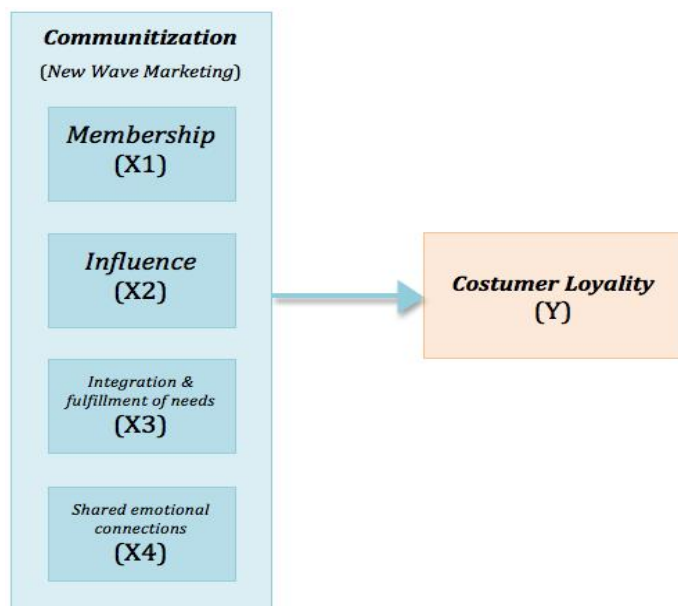 Communitization
(New Wave Marketing)
Membership
(X1)
Influence
(X2)
Integration &
fulfillment of needs
(X3)
Shared emotional
connections
(X4)
Costumer Loyality
(Y)